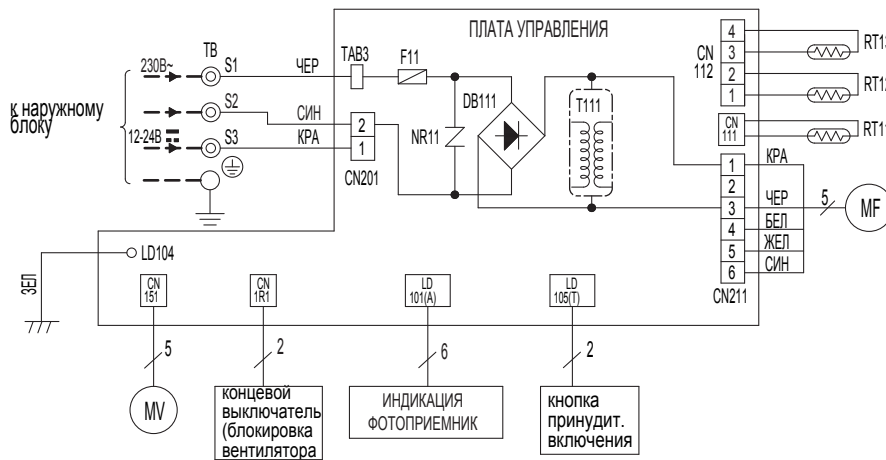 ПЛАТА УПРАВЛЕНИЯ
230В~
TB
S1
ЧЕР
TAB3
F11
S2
СИН
2
12-24В
S3
КРА
1
CN201
к наружному
блоку
NR11
DB111
T111
CN
112
4
3
2
1
RT13
RT12
CN
111
RT11
1
2
3
4
5
6
CN211
КРА
ЧЕР
БЕЛ
ЖЕЛ
СИН
5
MF
ЗЕЛ
LD104
CN
151
CN
1R1
LD
101(A)
LD
105(T)
5
2
6
2
MV
концевой
выключатель
(блокировка
вентилятора
ИНДИКАЦИЯ
ФОТОПРИЕМНИК
кнопка
принудит.
включения